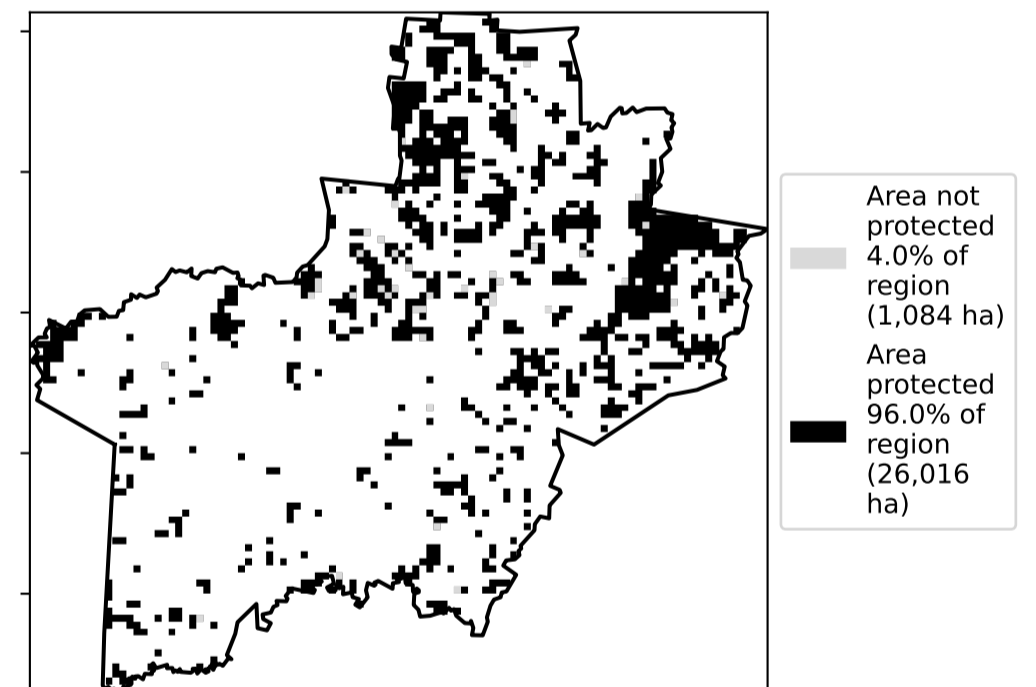 Area not
protected
4.0% of
region
(1,084 ha)
Area
protected
96.0% of
region
(26,016
ha)